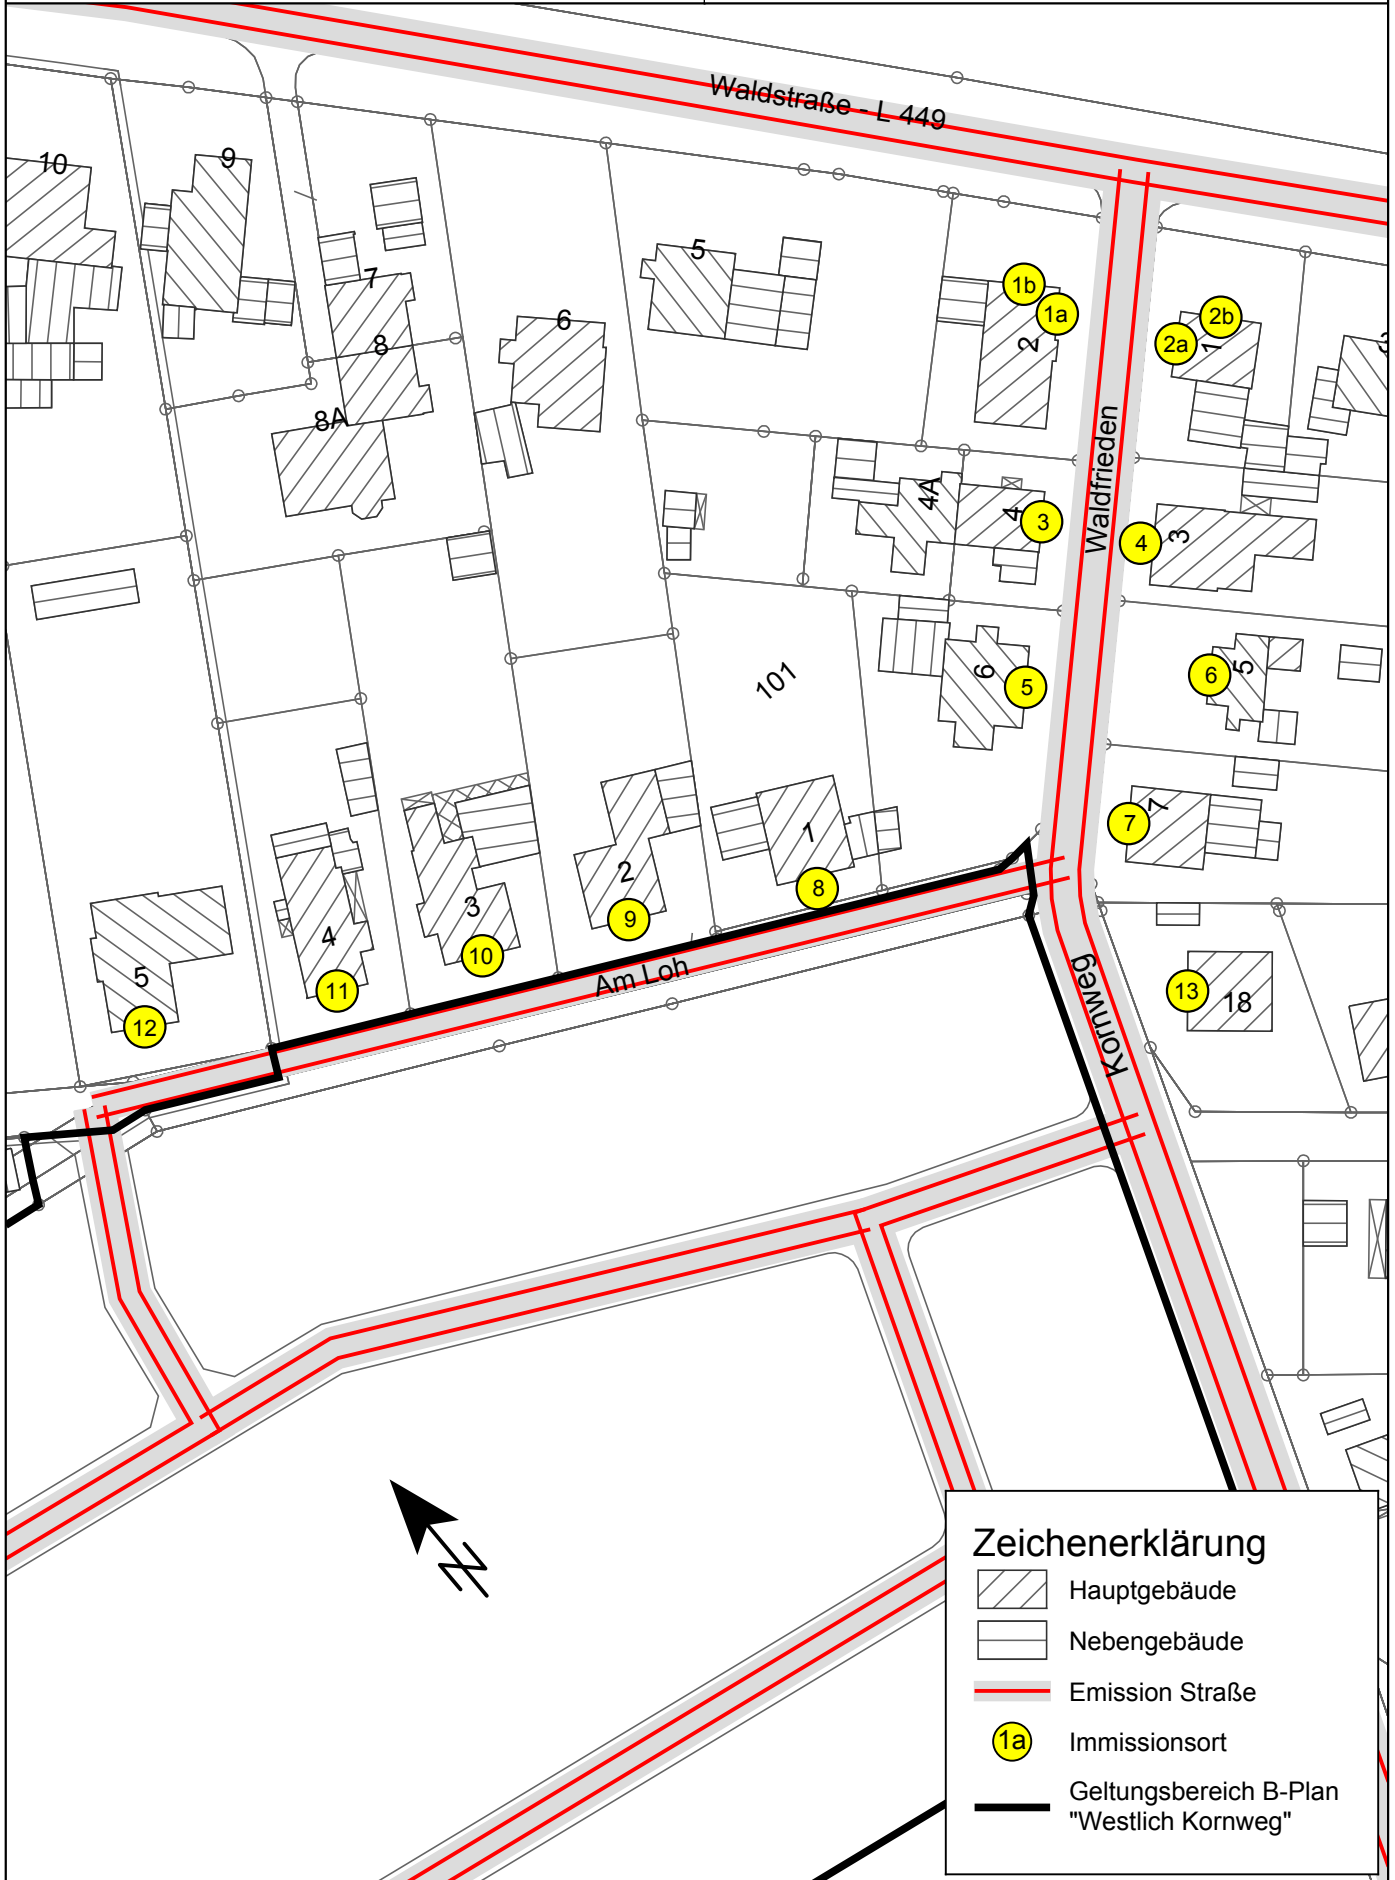 Waldstraße - L 449
10
9
7
8
8A
6
5
1b
1a
2
2b
2a
1
3
4A
4
3
4
3
Waldfrieden
101
6
5
6
5
7
7
1
8
2
9
3
10
4
11
5
12
Am Loh
Kornweg
13
18
N
Zeichenerklärung
Hauptgebäude
Nebengebäude
Emission Straße
1a
Immissionsort
Geltungsbereich B-Plan
"Westlich Kornweg"